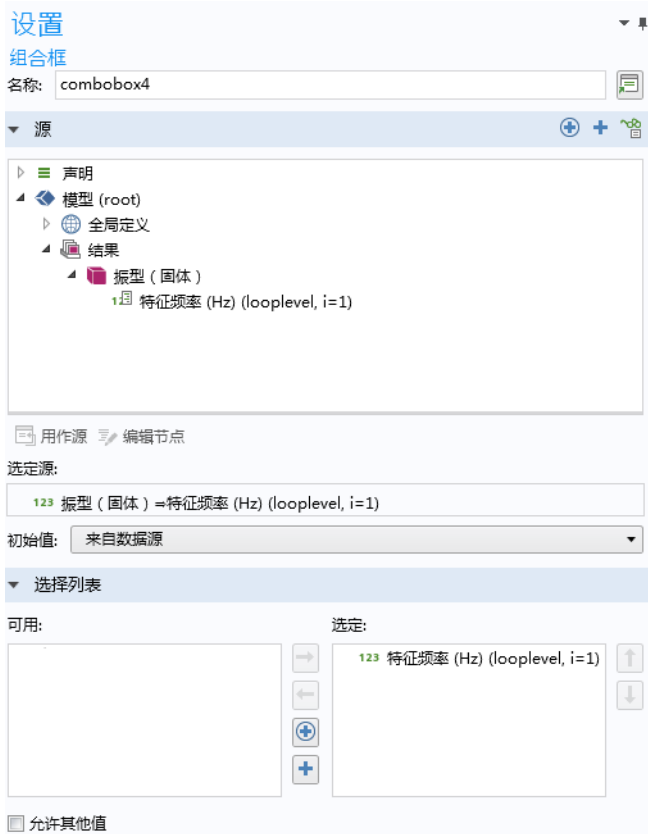 设置
组合框
名称: combobox4
源
声明
模型 (root)
全局定义
结果
振型 ( 固体 )
特征频率 (Hz) (looplevel, i=1)
用作源 编辑节点
选定源:
123 振型 ( 固体 ) ⇒特征频率 (Hz) (looplevel, i=1)
初始值: 来自数据源
选择列表
可用: 选定:
123 特征频率 (Hz) (looplevel, i=1)
允许其他值